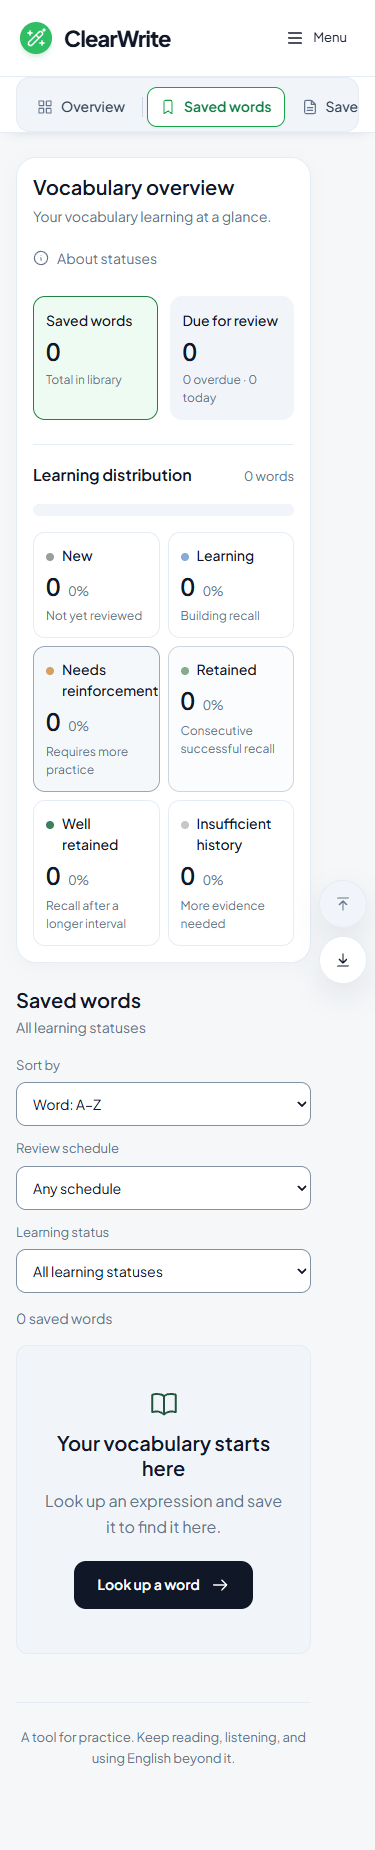 ClearWrite
Menu
Overview
Saved words
Save
Vocabulary overview
Your vocabulary learning at a glance.
About statuses
Saved words
0
Total in library
Due for review
0
0 overdue · 0
today
Learning distribution
0 words
New
0 0%
Not yet reviewed
Learning
0 0%
Building recall
Needs
reinforcement
0 0%
Requires more
practice
Retained
0 0%
Consecutive
successful recall
Well
retained
0 0%
Recall after a
longer interval
Insufficient
history
0 0%
More evidence
needed
Saved words
All learning statuses
Sort by
Word: A–Z
Review schedule
Any schedule
Learning status
All learning statuses
0 saved words
Your vocabulary starts
here
Look up an expression and save
it to find it here.
Look up a word
A tool for practice. Keep reading, listening, and
using English beyond it.